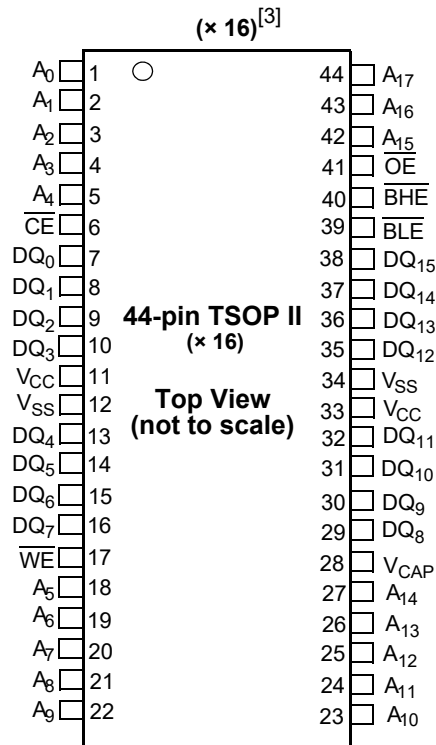 (× 16)[3]
A0 1 44 A17
A1 2 43 A16
A2 3 42 A15
A3 4 41 O̅E̅
A4 5 40 B̅H̅E̅
C̅E̅ 6 39 B̅L̅E̅
DQ0 7 38 DQ15
DQ1 8 37 DQ14
DQ2 9 36 DQ13
DQ3 10 35 DQ12
VCC 11 34 VSS
VSS 12 33 VCC
DQ4 13 32 DQ11
DQ5 14 31 DQ10
DQ6 15 30 DQ9
DQ7 16 29 DQ8
W̅E̅ 17 28 VCAP
A5 18 27 A14
A6 19 26 A13
A7 20 25 A12
A8 21 24 A11
A9 22 23 A10
44-pin TSOP II
(× 16)
Top View
(not to scale)